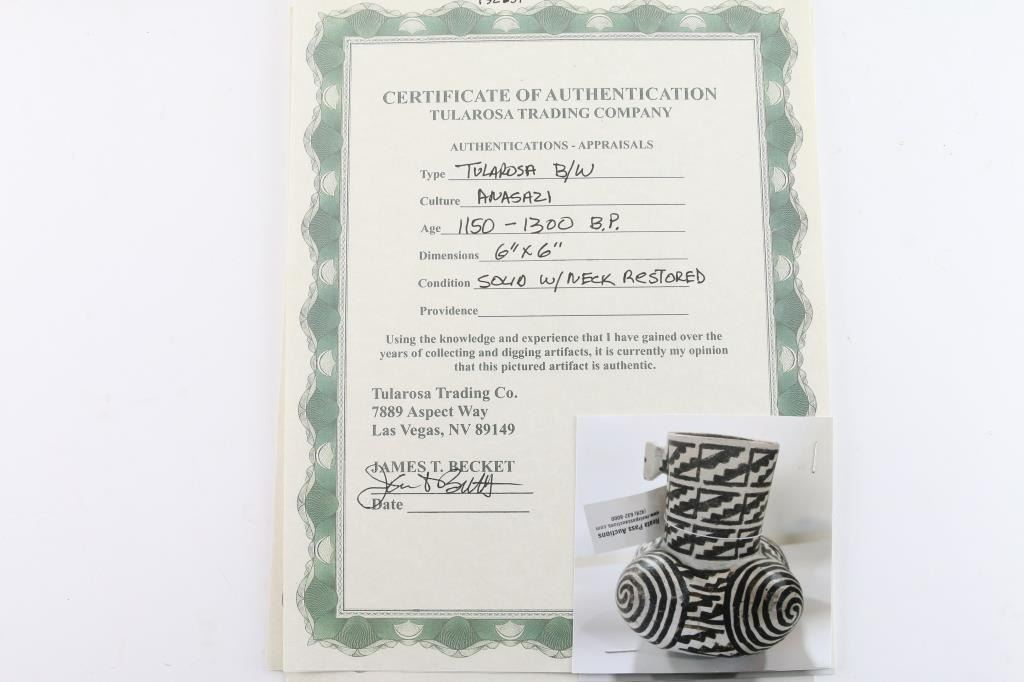 CERTIFICATE OF AUTHENTICATION
TULAROSA TRADING COMPANY
AUTHENTICATIONS - APPRAISALS
Type TULAROSA B/W
Culture ANASAZI
Age 1150 - 1300 B.P.
Dimensions 6" x 6"
Condition SOLID W/NECK RESTORED
Providence
Using the knowledge and experience that I have gained over the
years of collecting and digging artifacts, it is currently my opinion
that this pictured artifact is authentic.
Tularosa Trading Co.
7889 Aspect Way
Las Vegas, NV 89149
JAMES T. BECKET
Date
Pass Auctions